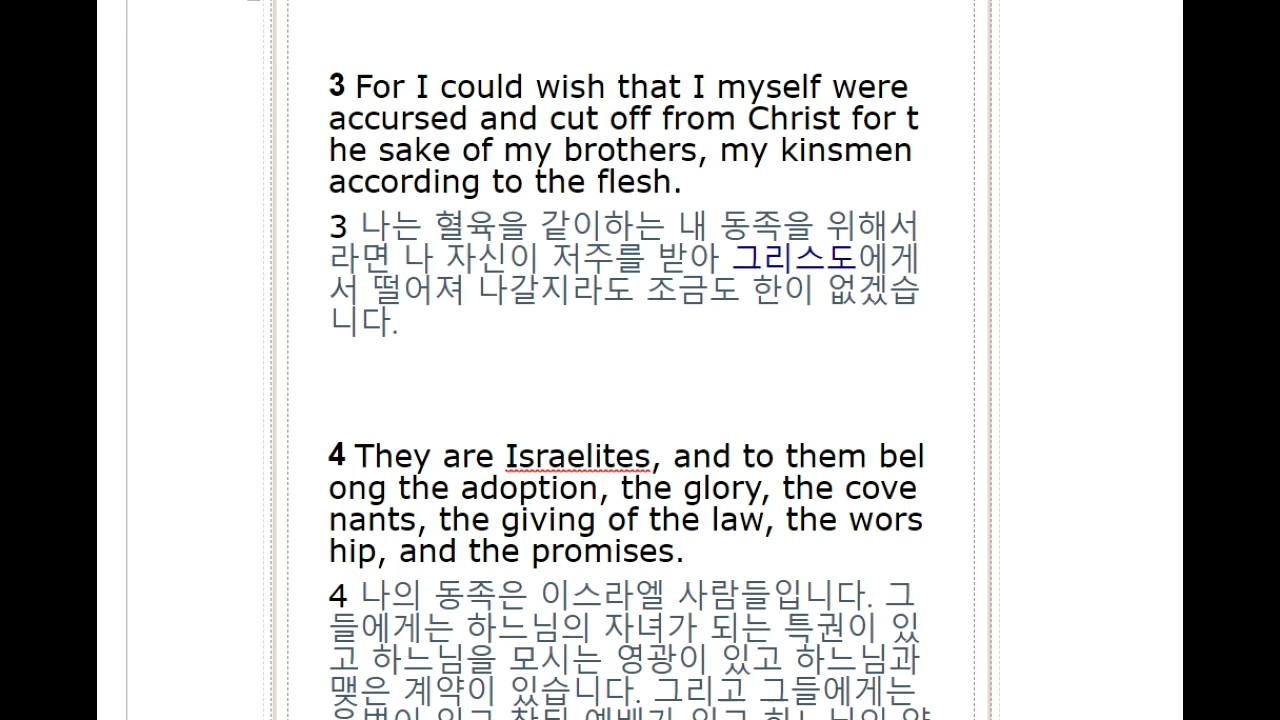 3 For I could wish that I myself were
accursed and cut off from Christ for t
he sake of my brothers, my kinsmen
according to the flesh.
3 나는 혈육을 같이하는 내 동족을 위해서
라면 나 자신이 저주를 받아 그리스도에게
서 떨어져 나갈지라도 조금도 한이 없겠습
니다.
4 They are Israelites, and to them bel
ong the adoption, the glory, the cove
nants, the giving of the law, the wors
hip, and the promises.
4 나의 동족은 이스라엘 사람들입니다. 그
들에게는 하느님의 자녀가 되는 특권이 있
고 하느님을 모시는 영광이 있고 하느님과
맺은 계약이 있습니다. 그리고 그들에게는